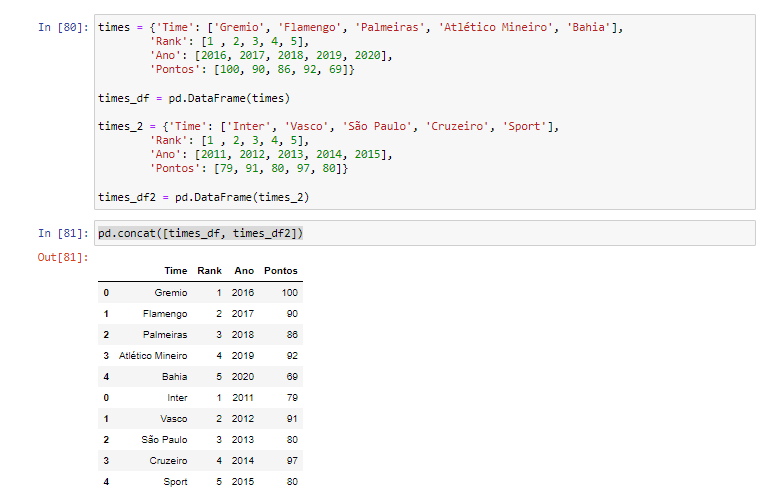 In [80]: times = {'Time': ['Gremio', 'Flamengo', 'Palmeiras', 'Atlético Mineiro', 'Bahia'],
'Rank': [1 , 2, 3, 4, 5],
'Ano': [2016, 2017, 2018, 2019, 2020],
'Pontos': [100, 90, 86, 92, 69]}
times_df = pd.DataFrame(times)
times_2 = {'Time': ['Inter', 'Vasco', 'São Paulo', 'Cruzeiro', 'Sport'],
'Rank': [1 , 2, 3, 4, 5],
'Ano': [2011, 2012, 2013, 2014, 2015],
'Pontos': [79, 91, 80, 97, 80]}
times_df2 = pd.DataFrame(times_2)
In [81]: pd.concat([times_df, times_df2])
Out[81]:
Time Rank Ano Pontos
0 Gremio 1 2016 100
1 Flamengo 2 2017 90
2 Palmeiras 3 2018 86
3 Atlético Mineiro 4 2019 92
4 Bahia 5 2020 69
0 Inter 1 2011 79
1 Vasco 2 2012 91
2 São Paulo 3 2013 80
3 Cruzeiro 4 2014 97
4 Sport 5 2015 80